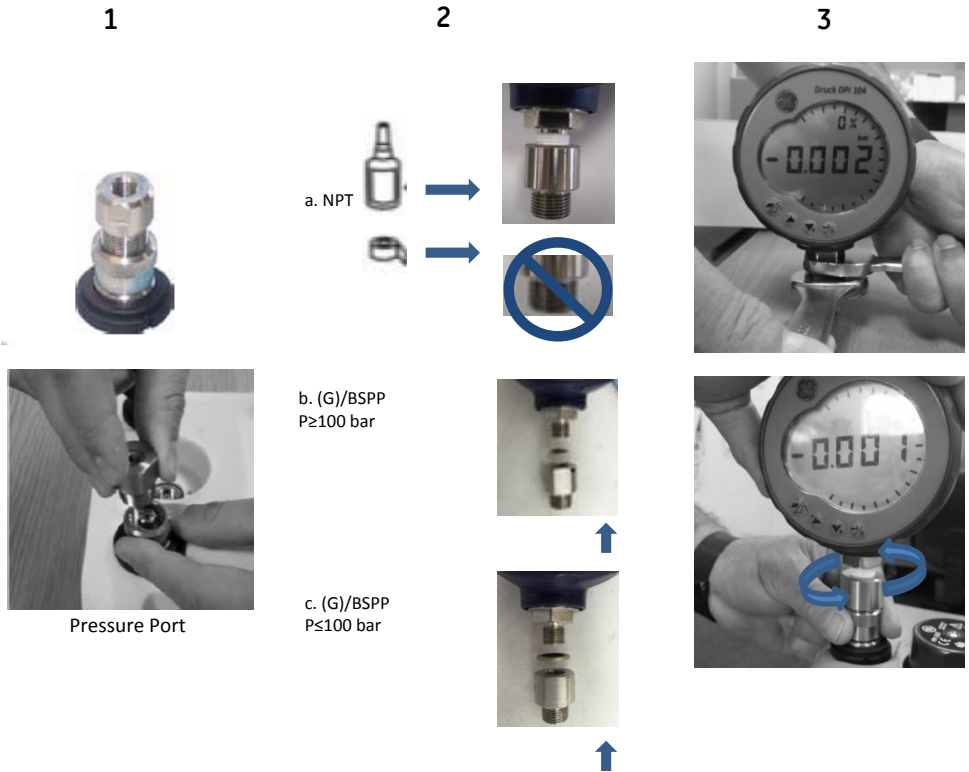 1
2
3
a. NPT
b. (G)/BSPP
P≥100 bar
c. (G)/BSPP
P≤100 bar
Pressure Port
Druck DPI 104
0 %
bar
- 0.002
- 0.001